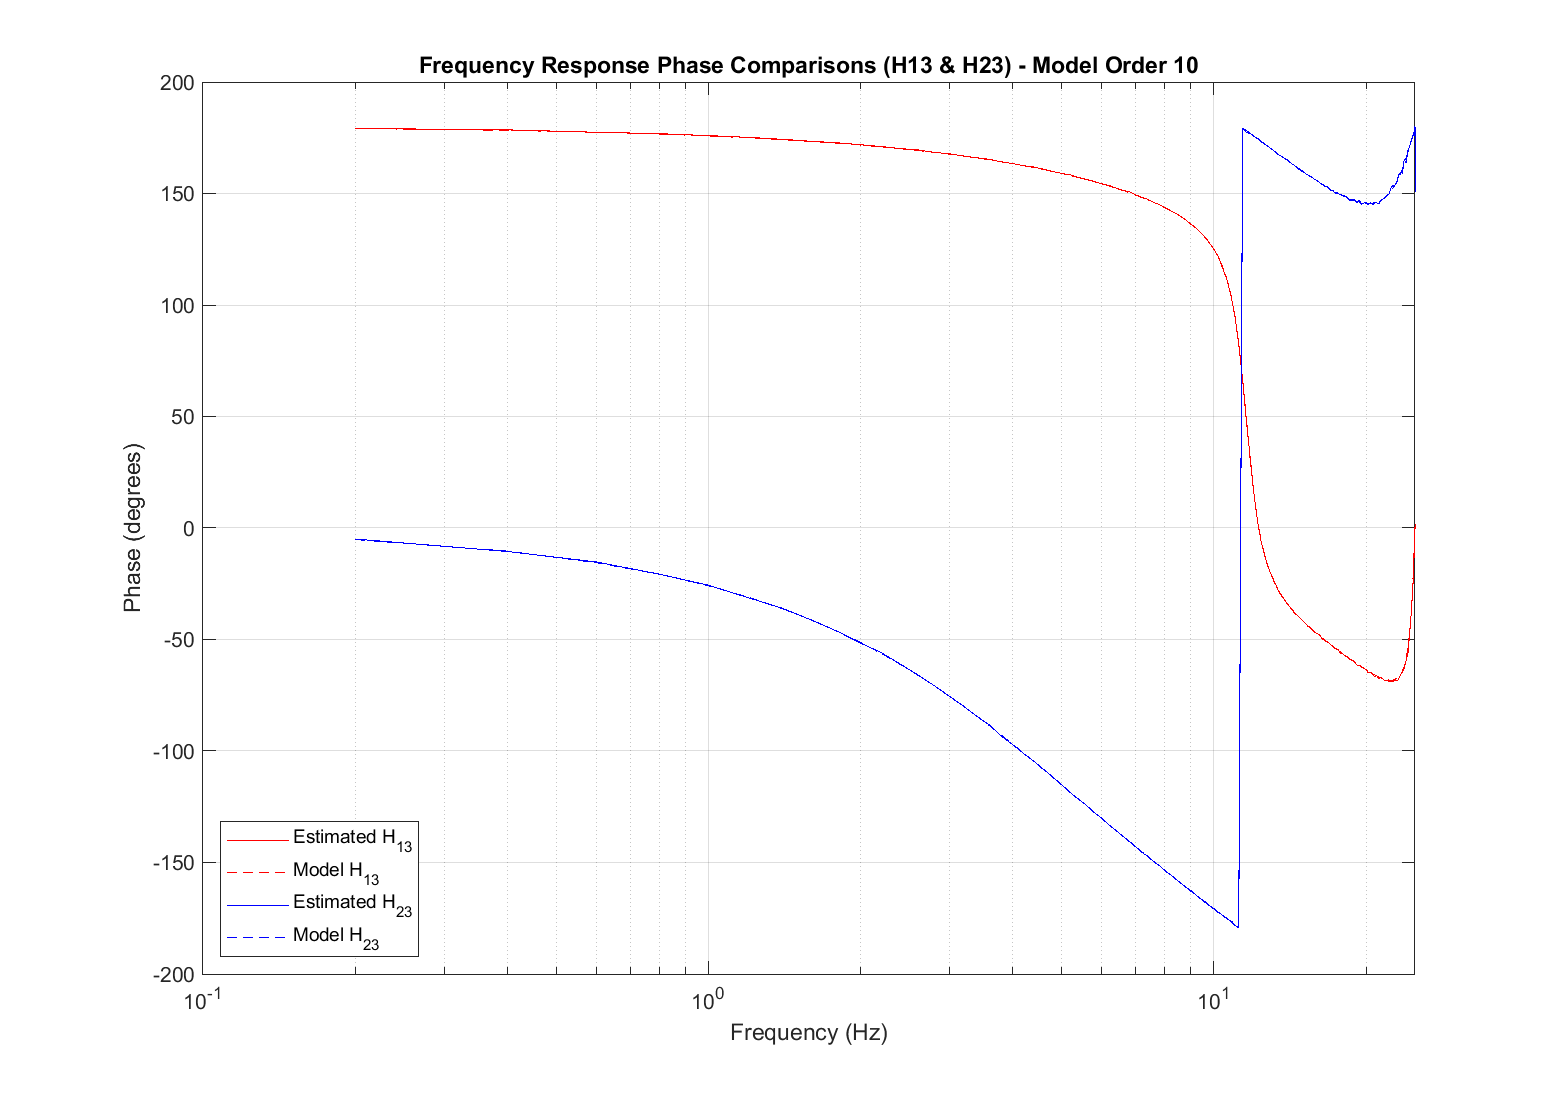 Frequency Response Phase Comparisons (H13 & H23) - Model Order 10
200
150
100
50
0
-50
-100
-150
-200
Phase (degrees)
Estimated H13
Model H13
Estimated H23
Model H23
10-1
100
101
Frequency (Hz)